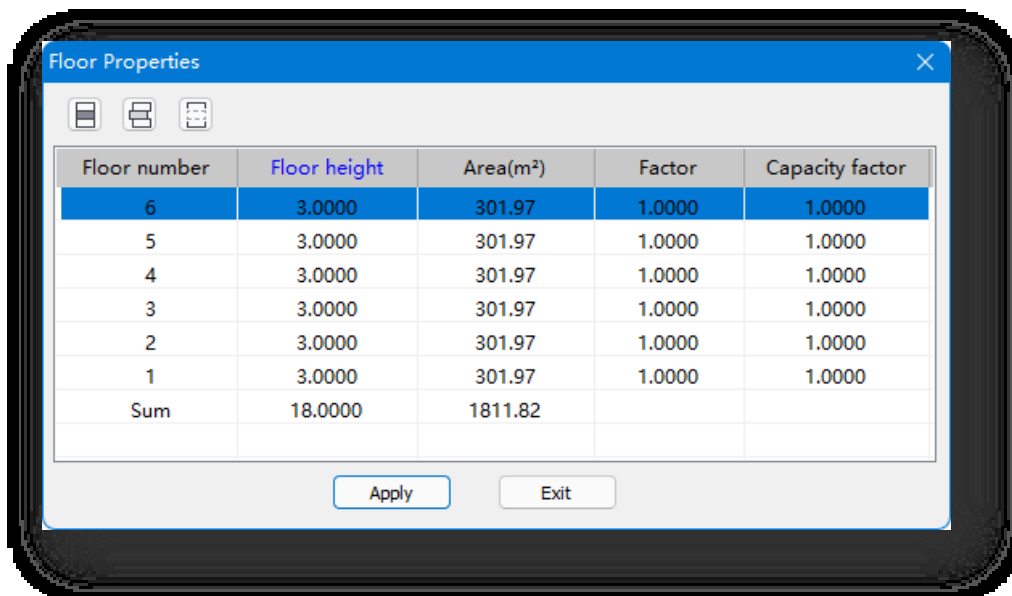 Floor Properties
Floor number Floor height Area(m²) Factor Capacity factor
6 3.0000 301.97 1.0000 1.0000
5 3.0000 301.97 1.0000 1.0000
4 3.0000 301.97 1.0000 1.0000
3 3.0000 301.97 1.0000 1.0000
2 3.0000 301.97 1.0000 1.0000
1 3.0000 301.97 1.0000 1.0000
Sum 18.0000 1811.82
Apply Exit